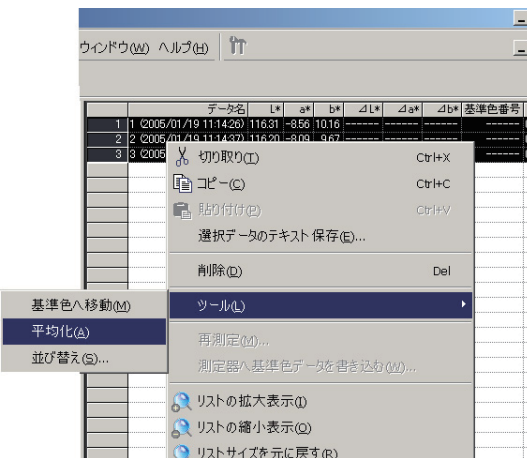 ウィンドウ(W) ヘルプ(H)
データ名 L* a* b* ⊿L* ⊿a* ⊿b* 基準色番号
1 1 (2005/01/19 11:14:26) 116.31 -8.56 10.16 ------ ------ ------ ------
2 2 (2005/01/19 11:14:37) 116.20 -8.09 9.67 ------ ------ ------ ------
3 3 (2005
切り取り(T) Ctrl+X
コピー(C) Ctrl+C
貼り付け(P) Ctrl+V
選択データのテキスト保存(E)...
削除(D) Del
ツール(L)
基準色へ移動(M)
平均化(A)
並び替え(S)...
再測定(M)...
測定器へ基準色データを書き込む(W)...
リストの拡大表示(I)
リストの縮小表示(O)
リストサイズを元に戻す(R)